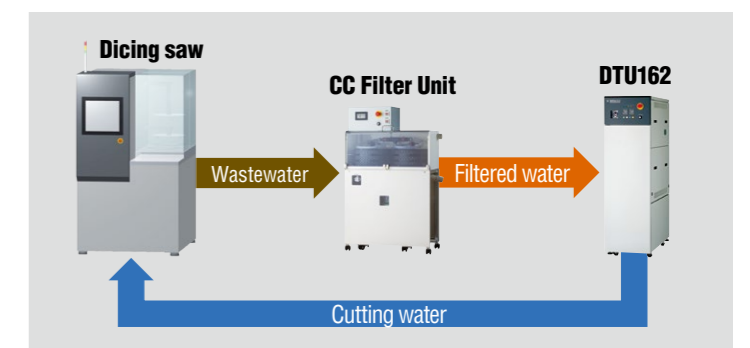 Dicing saw
CC Filter Unit
DTU162
Wastewater
Filtered water
Cutting water